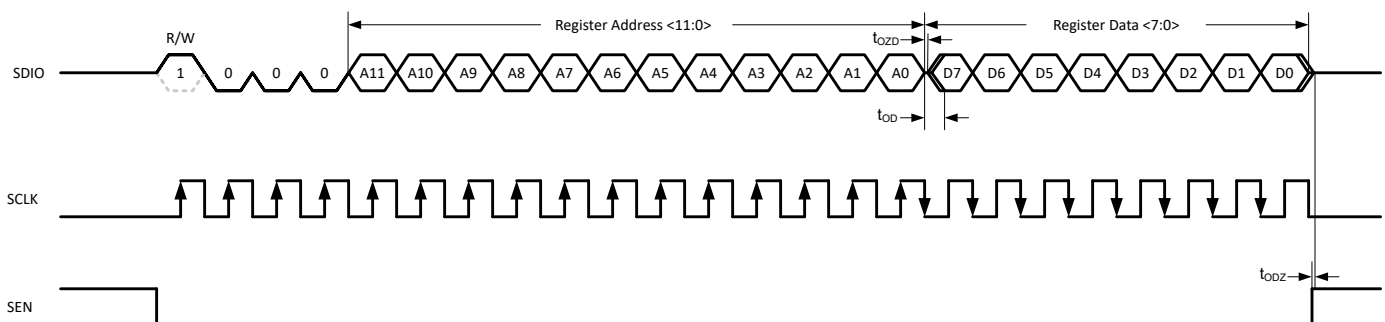 Register Address <11:0> Register Data <7:0>
R/W tOZD
SDIO 1 0 0 0 A11 A10 A9 A8 A7 A6 A5 A4 A3 A2 A1 A0 D7 D6 D5 D4 D3 D2 D1 D0
tOD
SCLK
tODZ
SEN